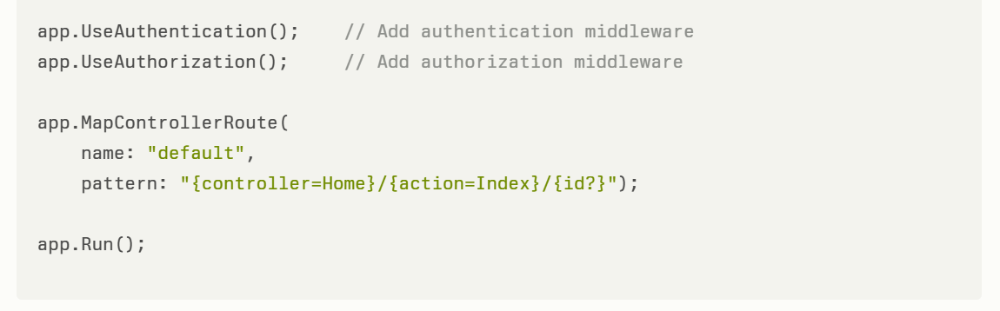 app.UseAuthentication();    // Add authentication middleware
app.UseAuthorization();     // Add authorization middleware
app.MapControllerRoute(
    name: "default",
    pattern: "{controller=Home}/{action=Index}/{id?}");
app.Run();